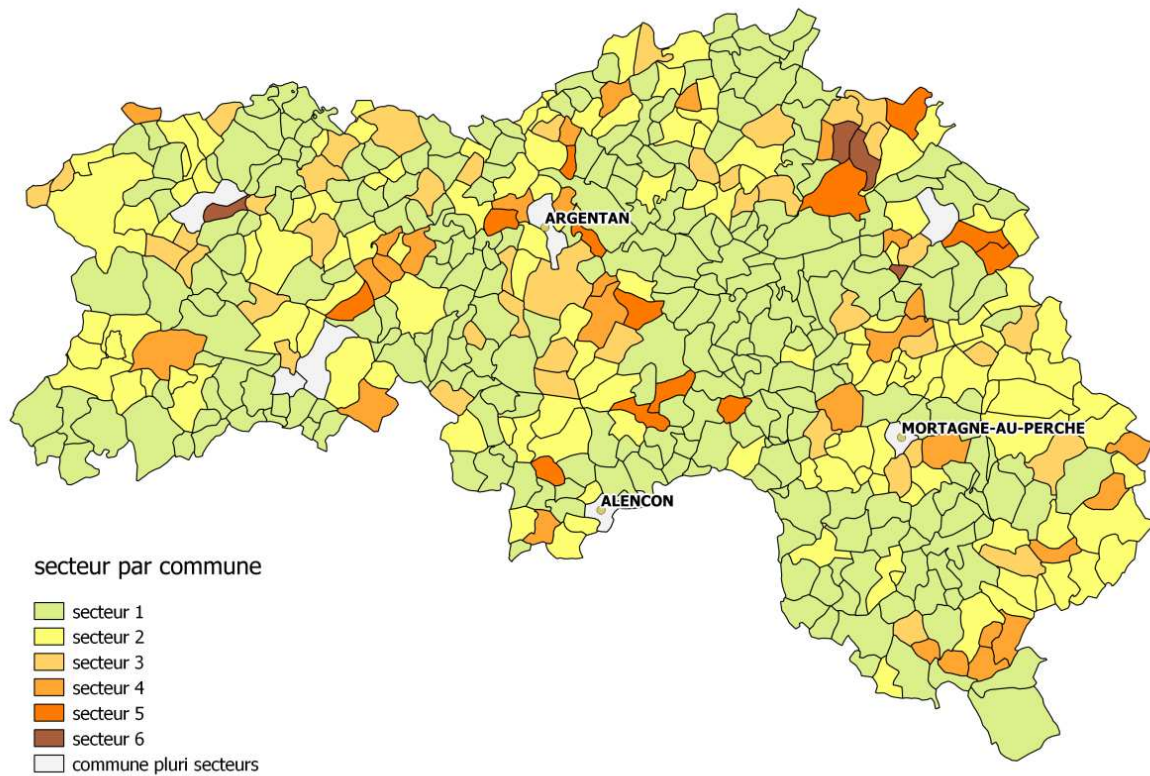 ARGENTAN
MORTAGNE-AU-PERCHE
ALENCON
secteur par commune
secteur 1
secteur 2
secteur 3
secteur 4
secteur 5
secteur 6
commune pluri secteurs